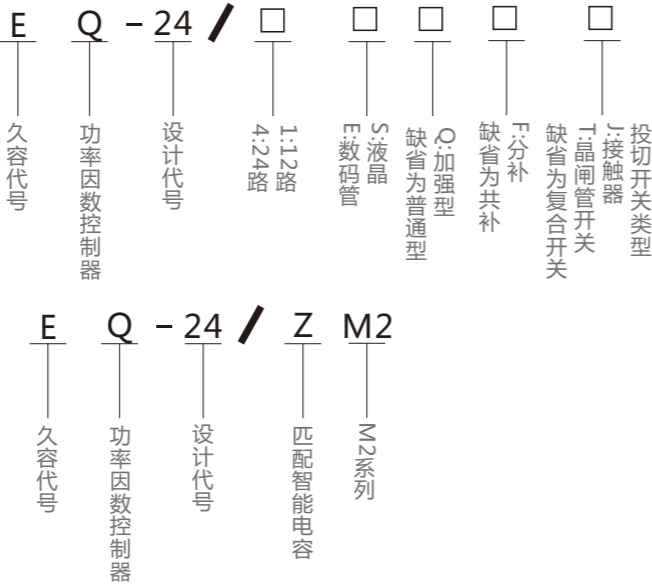 E Q - 24 / □ □ □ □ □
久容代号
功率因数控制器
设计代号
1:12路
4:24路
S:液晶
E:数码管
Q:加强型
缺省为普通型
F:分补
缺省为共补
投切开关类型
J:接触器
T:晶闸管开关
缺省为复合开关
E Q - 24 / Z M2
久容代号
功率因数控制器
设计代号
匹配智能电容
M2系列